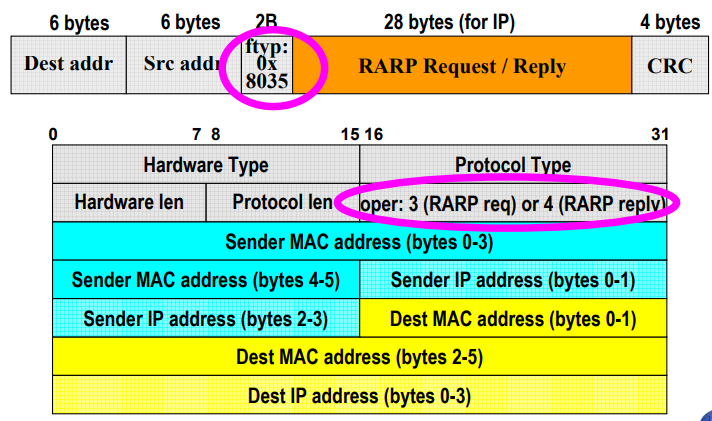 6 bytes 6 bytes 2B 28 bytes (for IP) 4 bytes
Dest addr Src addr ftyp: 0x 8035 RARP Request / Reply CRC
0 7 8 15 16 31
Hardware Type Protocol Type
Hardware len Protocol len oper: 3 (RARP req) or 4 (RARP reply)
Sender MAC address (bytes 0-3)
Sender MAC address (bytes 4-5) Sender IP address (bytes 0-1)
Sender IP address (bytes 2-3) Dest MAC address (bytes 0-1)
Dest MAC address (bytes 2-5)
Dest IP address (bytes 0-3)